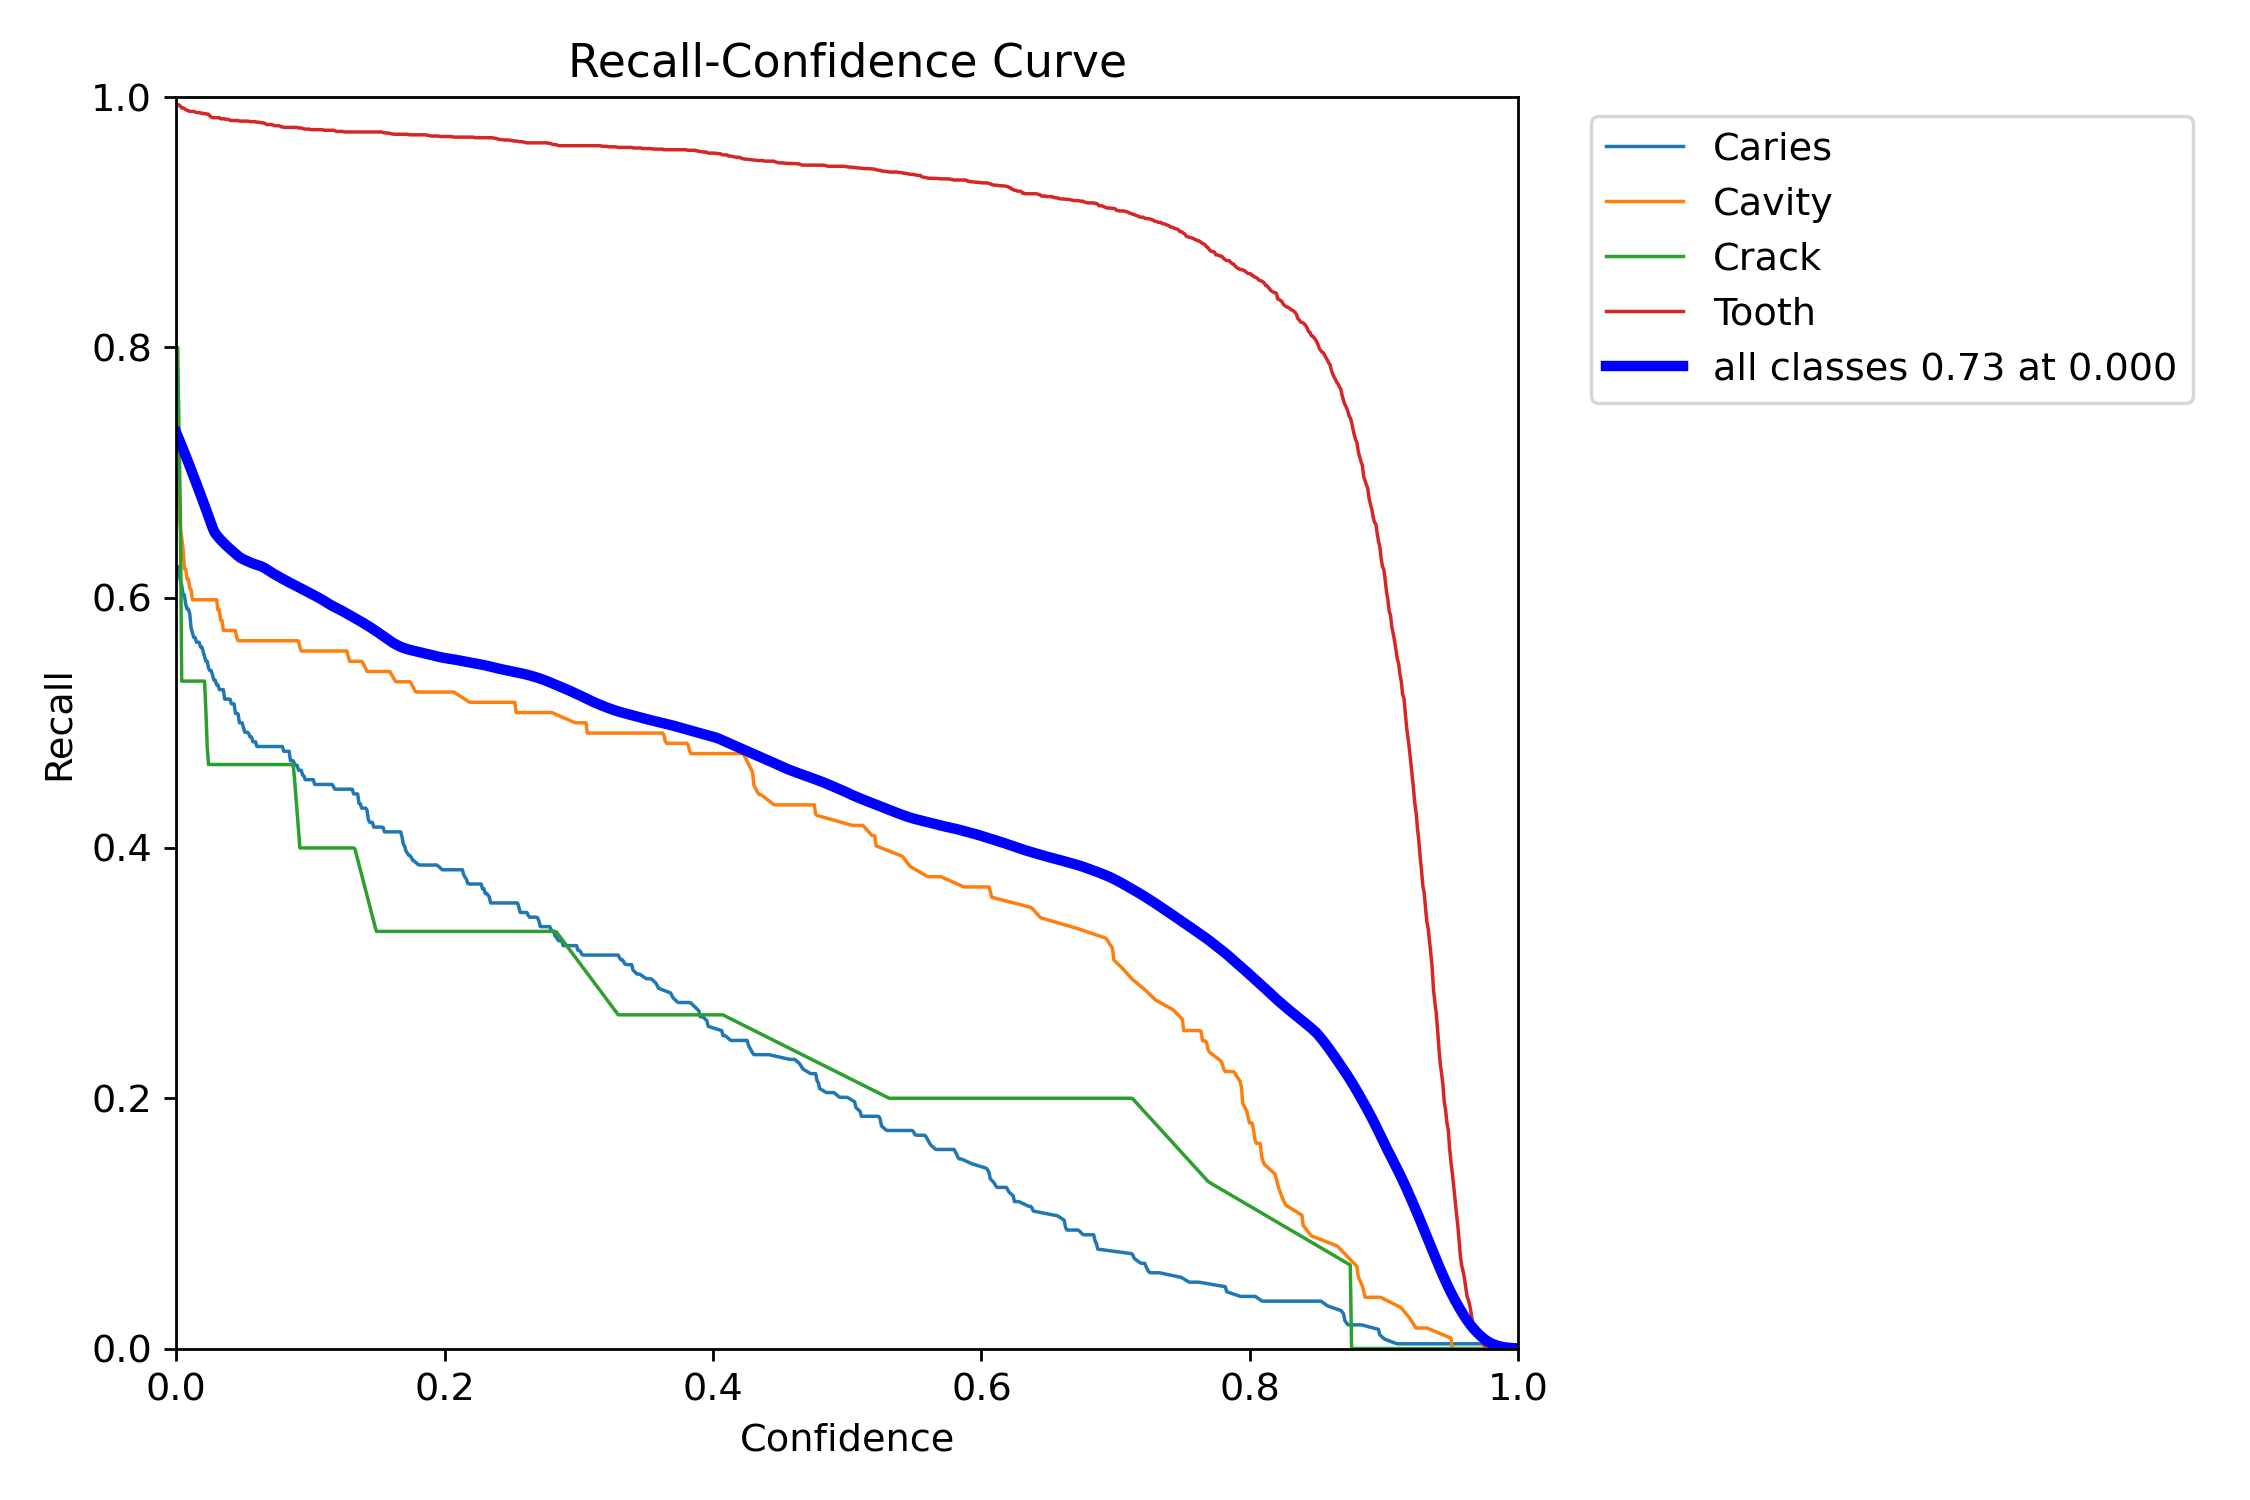 Recall-Confidence Curve
1.0
0.8
0.6
0.4
0.2
0.0
Recall
0.0 0.2 0.4 0.6 0.8 1.0
Confidence
Caries
Cavity
Crack
Tooth
all classes 0.73 at 0.000